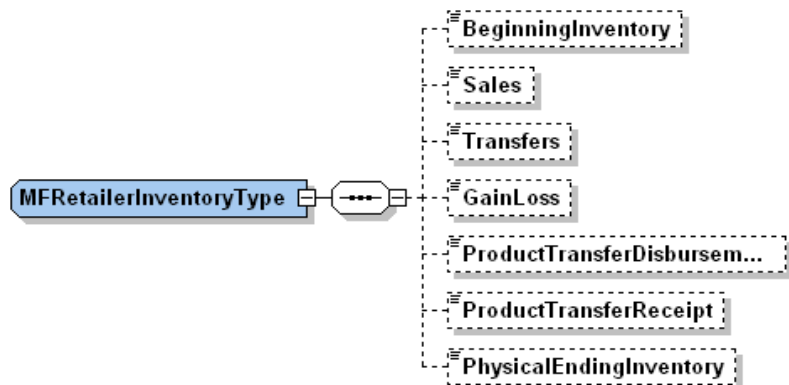 BeginningInventory
Sales
Transfers
MFRetailerInventoryType
GainLoss
ProductTransferDisbursem...
ProductTransferReceipt
PhysicalEndingInventory